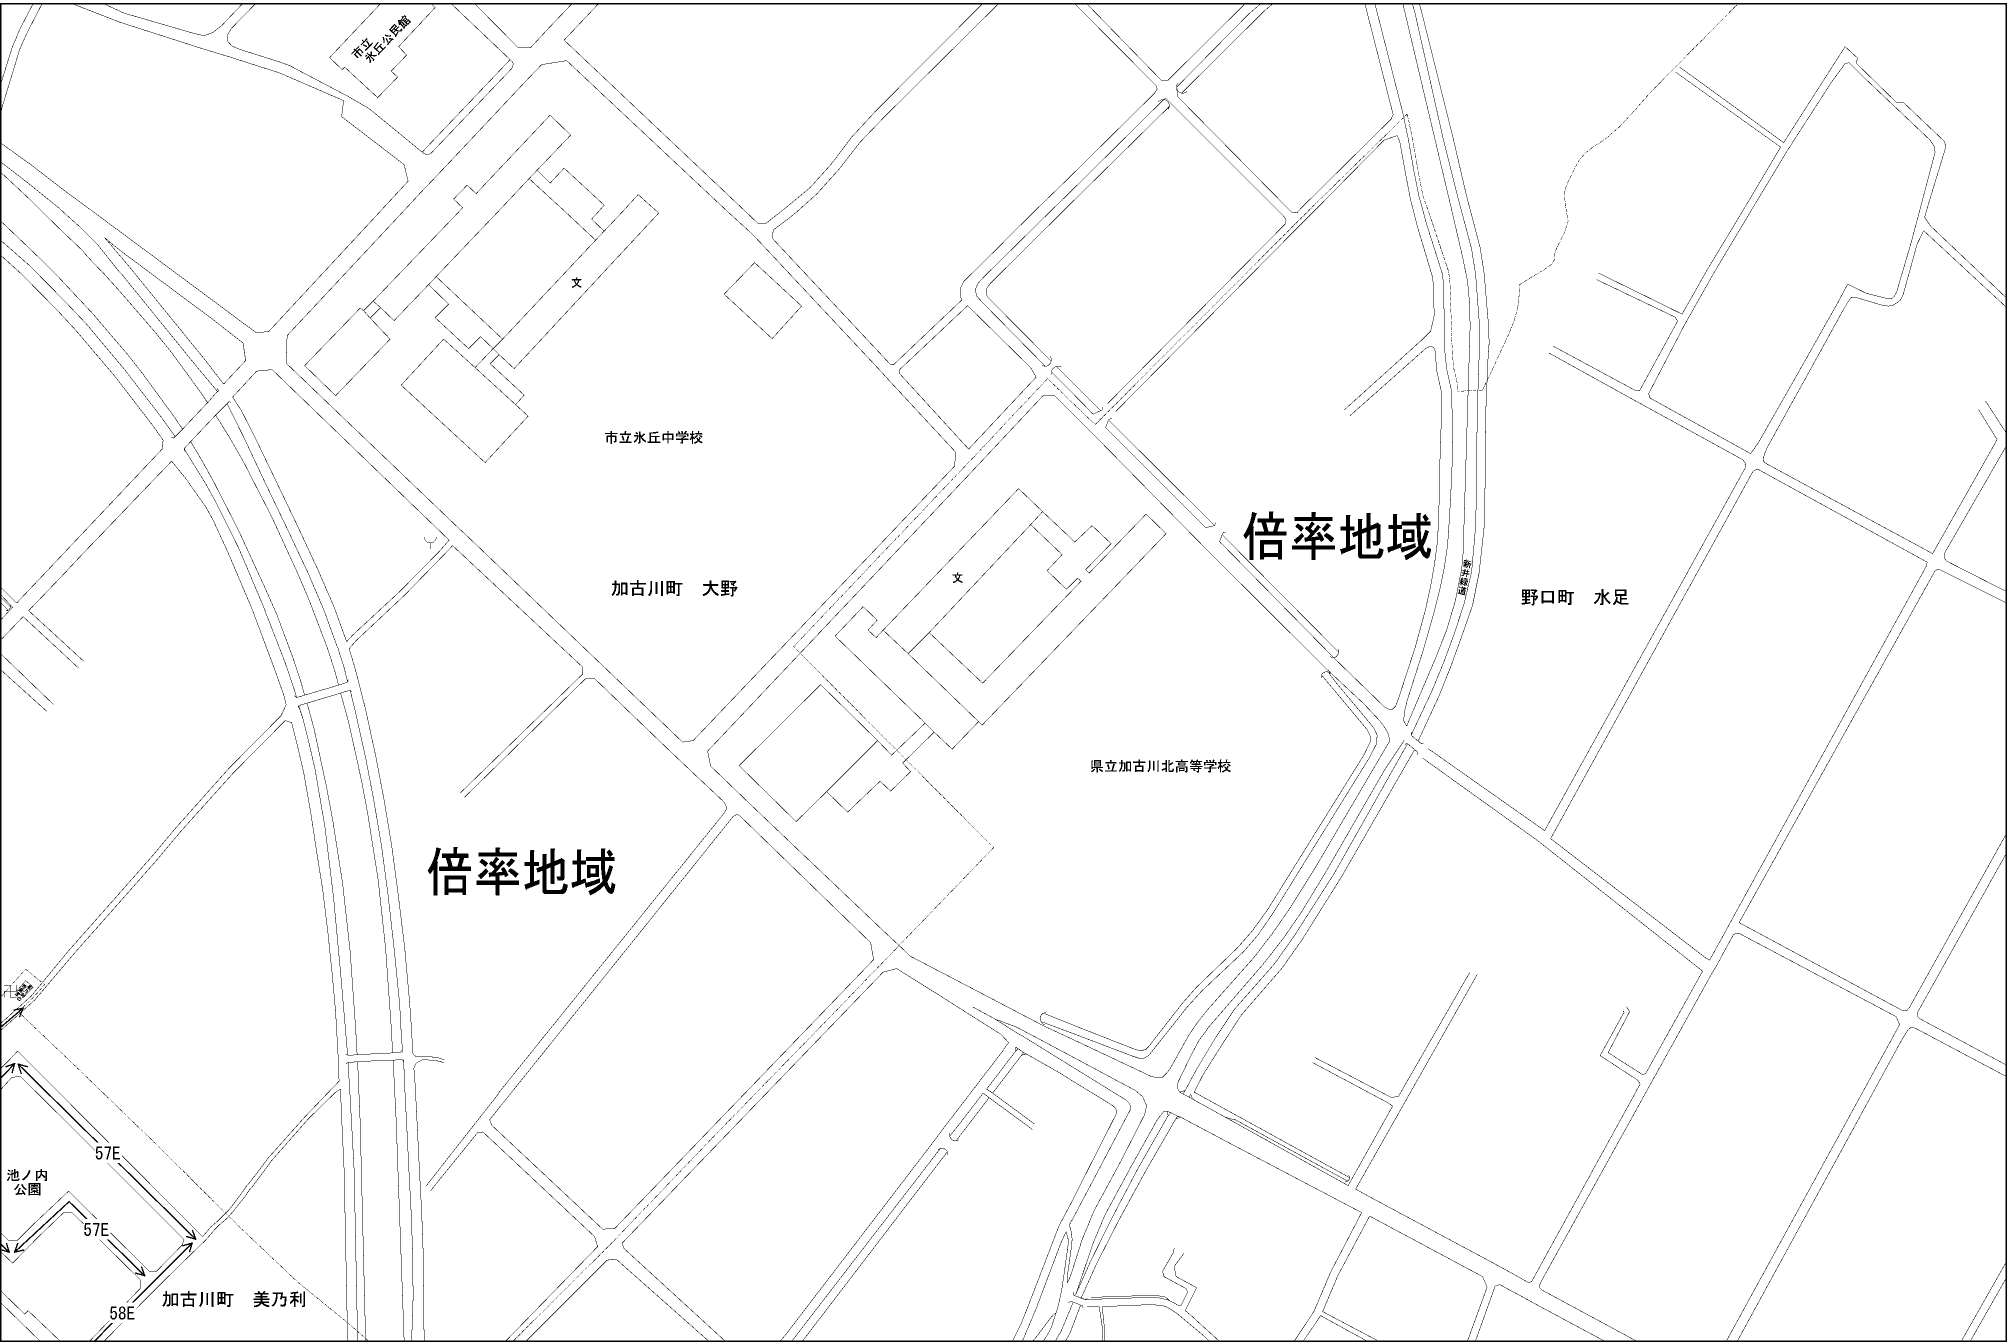 市立
氷丘公民館
文
市立氷丘中学校
加古川町 大野
文
倍率地域
野口町 水足
県立加古川北高等学校
倍率地域
57E
池ノ内
公園
57E
58E
加古川町 美乃利